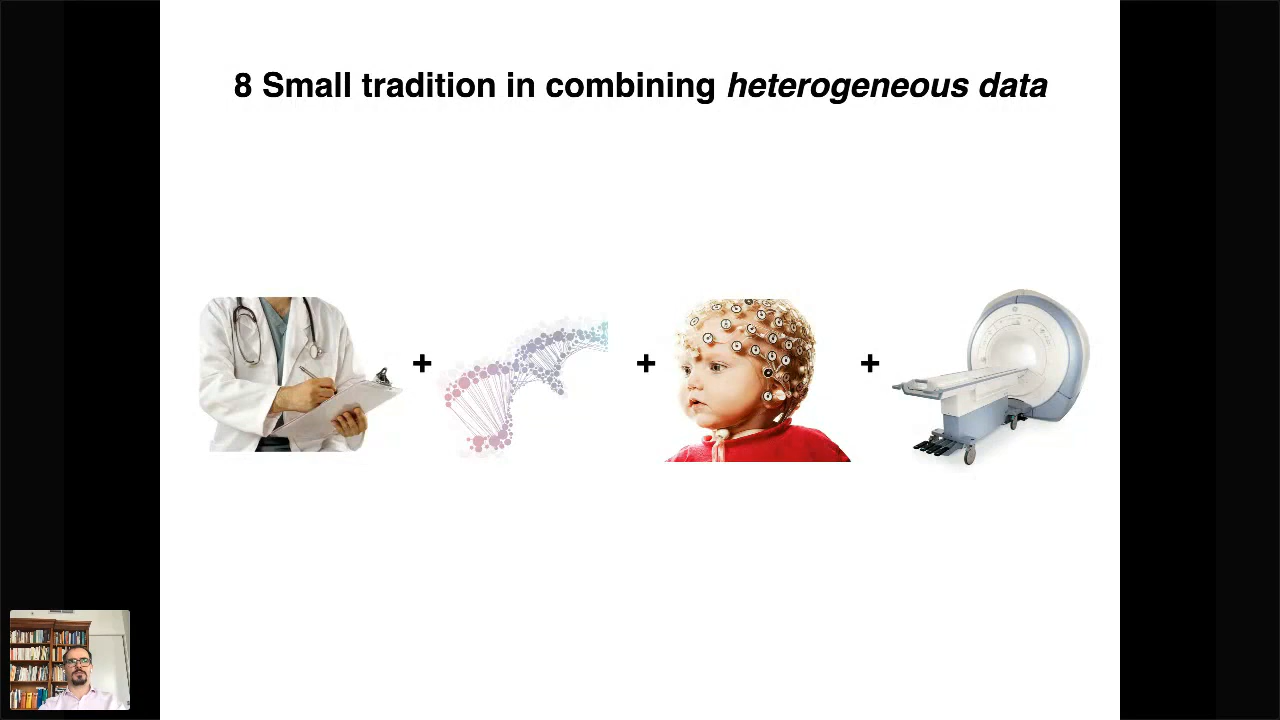 8 Small tradition in combining heterogeneous data
+ + +